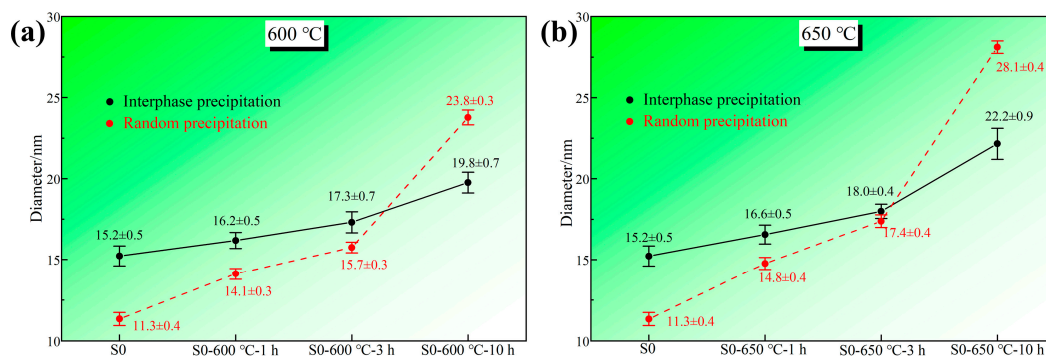 (a)
600 ℃
Diameter/nm
30
25
20
15
10
Interphase precipitation
Random precipitation
15.2±0.5
16.2±0.5
17.3±0.7
19.8±0.7
23.8±0.3
11.3±0.4
14.1±0.3
15.7±0.3
S0
S0-600 ℃-1 h
S0-600 ℃-3 h
S0-600 ℃-10 h
(b)
650 ℃
Diameter/nm
30
25
20
15
10
Interphase precipitation
Random precipitation
15.2±0.5
16.6±0.5
18.0±0.4
22.2±0.9
28.1±0.4
11.3±0.4
14.8±0.4
17.4±0.4
S0
S0-650 ℃-1 h
S0-650 ℃-3 h
S0-650 ℃-10 h